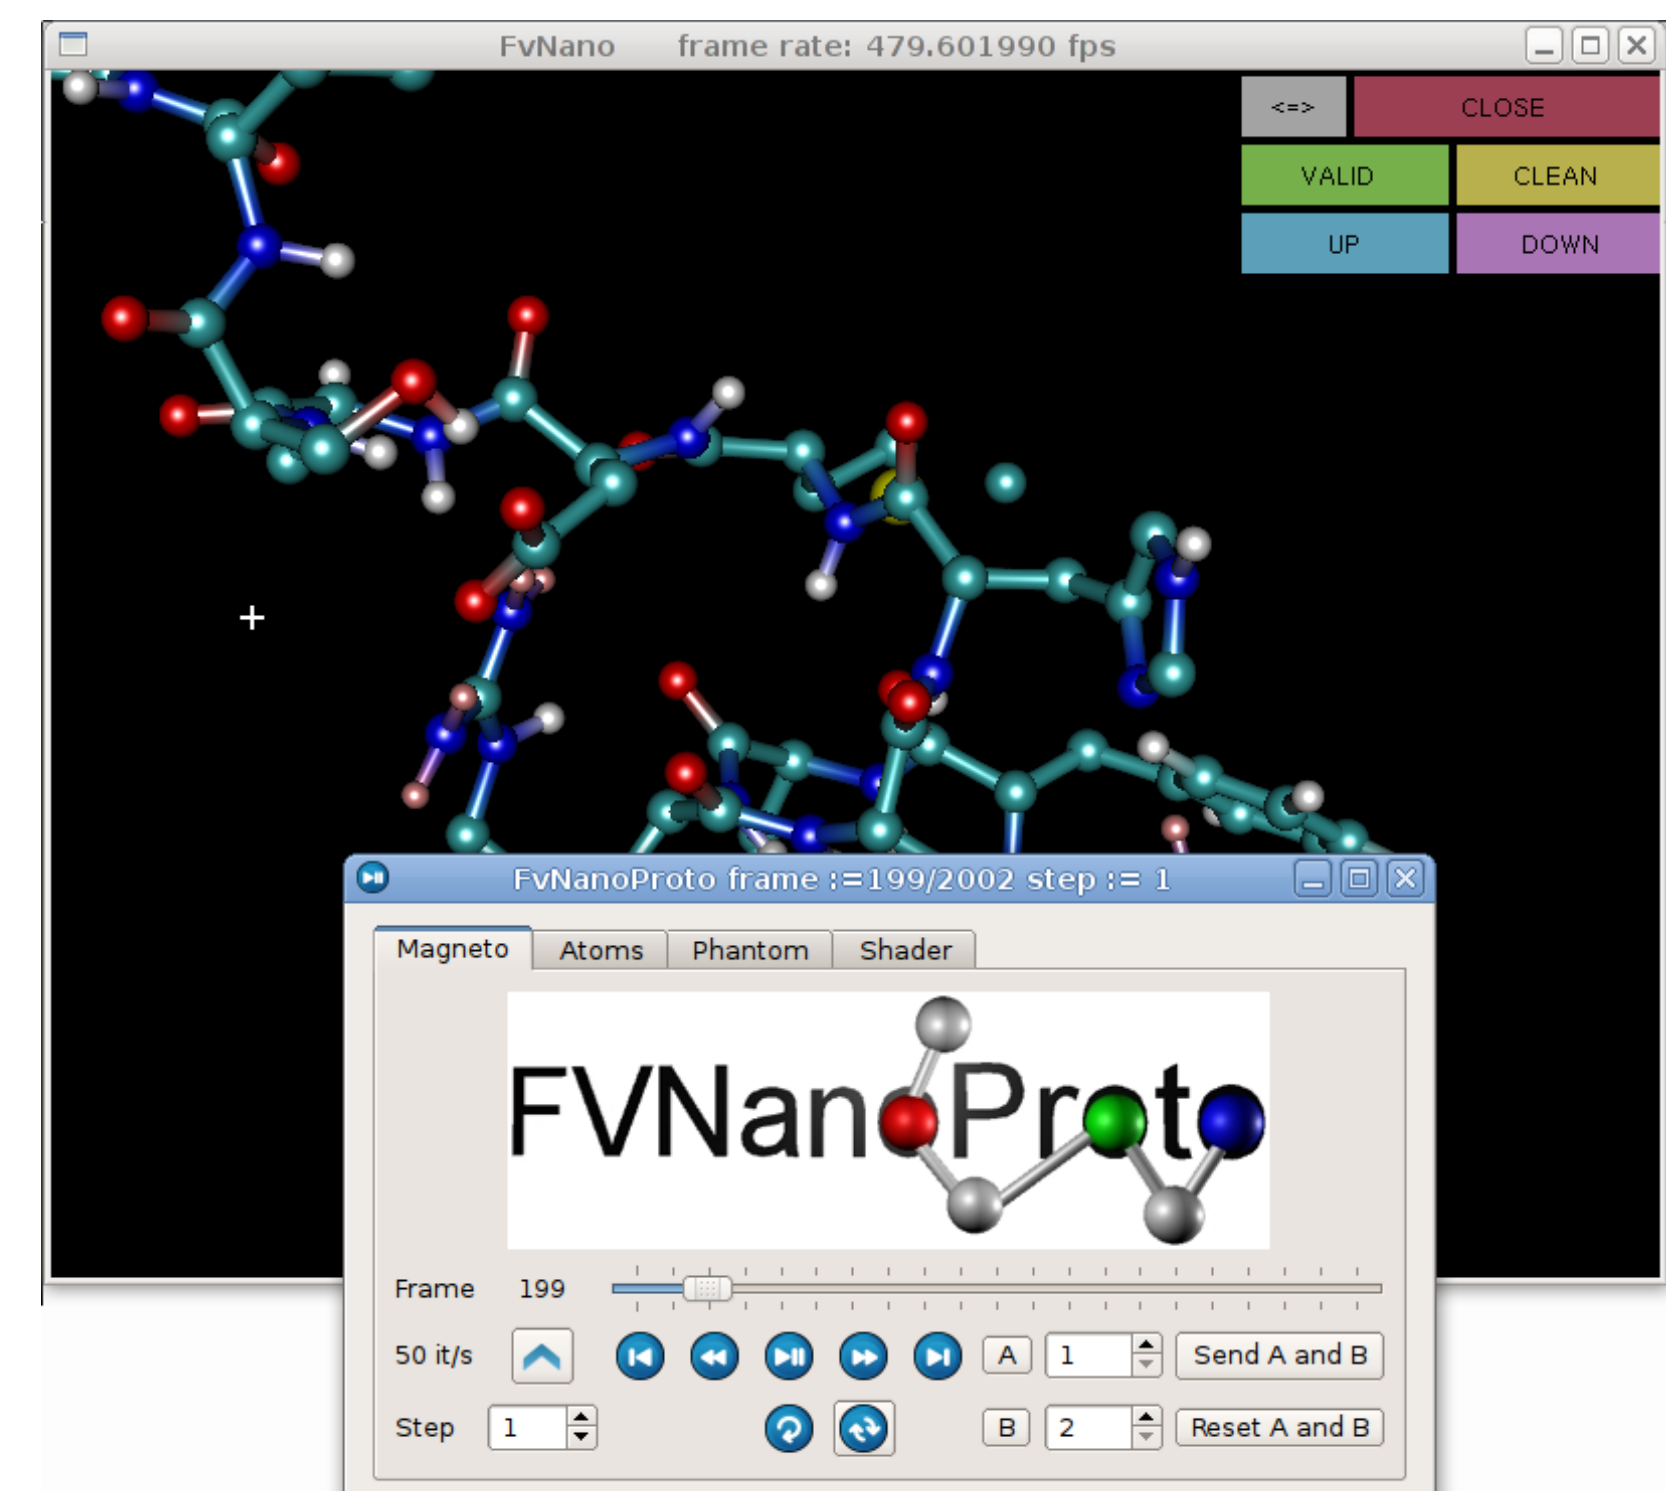 FvNano frame rate: 479.601990 fps
<=> CLOSE
VALID CLEAN
UP DOWN
FvNanoProto frame :=199/2002 step := 1
Magneto Atoms Phantom Shader
FVNanoProto
Frame 199
50 it/s A 1 Send A and B
Step 1 B 2 Reset A and B